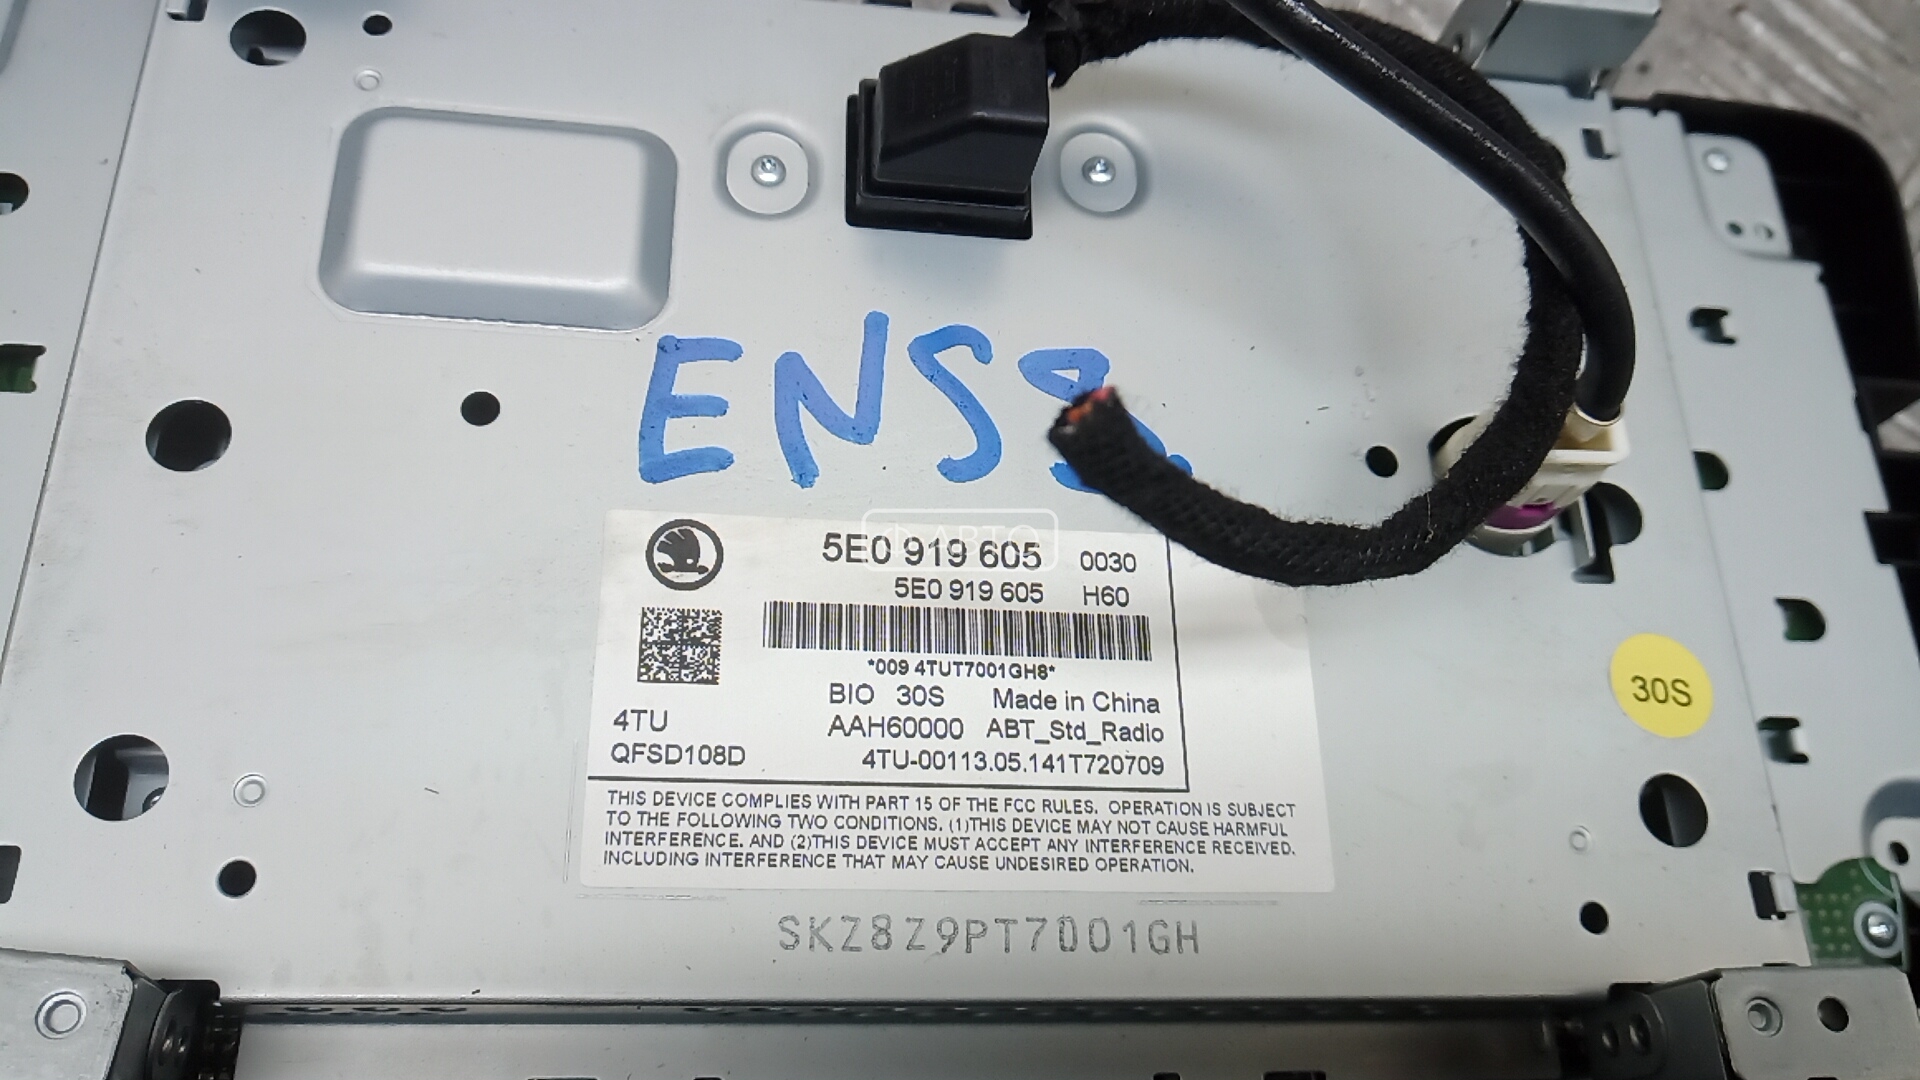 ENS8.
5E0 919 605 0030
5E0 919 605 H60
*009 4TUT7001GH8*
BIO 30S Made in China
4TU AAH60000 ABT_Std_Radio
QFSD108D 4TU-00113.05.141T720709
THIS DEVICE COMPLIES WITH PART 15 OF THE FCC RULES. OPERATION IS SUBJECT
TO THE FOLLOWING TWO CONDITIONS. (1)THIS DEVICE MAY NOT CAUSE HARMFUL
INTERFERENCE. AND (2)THIS DEVICE MUST ACCEPT ANY INTERFERENCE RECEIVED.
INCLUDING INTERFERENCE THAT MAY CAUSE UNDESIRED OPERATION.
SKZ8Z9PT7001GH
30S